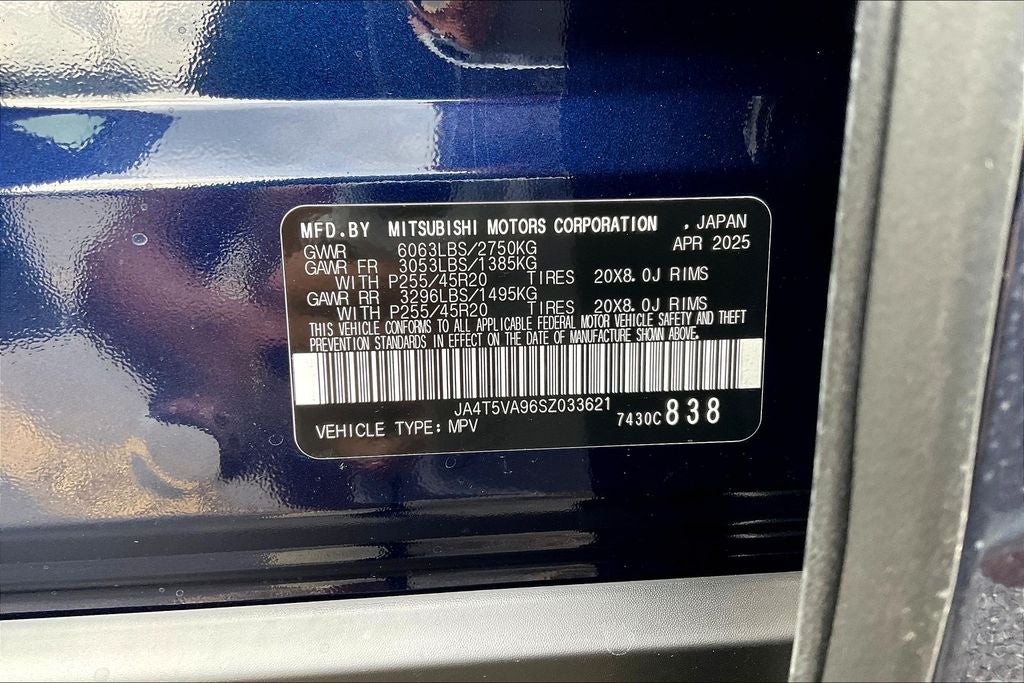 MFD.BY MITSUBISHI MOTORS CORPORATION , JAPAN
GVWR 6063LBS/2750KG APR 2025
GAWR FR 3053LBS/1385KG
WITH P255/45R20 TIRES 20X8.0J RIMS
GAWR RR 3296LBS/1495KG
WITH P255/45R20 TIRES 20X8.0J RIMS
THIS VEHICLE CONFORMS TO ALL APPLICABLE FEDERAL MOTOR VEHICLE SAFETY AND THEFT
PREVENTION STANDARDS IN EFFECT ON THE DATE OF MANUFACTURE SHOWN ABOVE.
JA4T5VA96SZ033621
VEHICLE TYPE: MPV 7430C 838